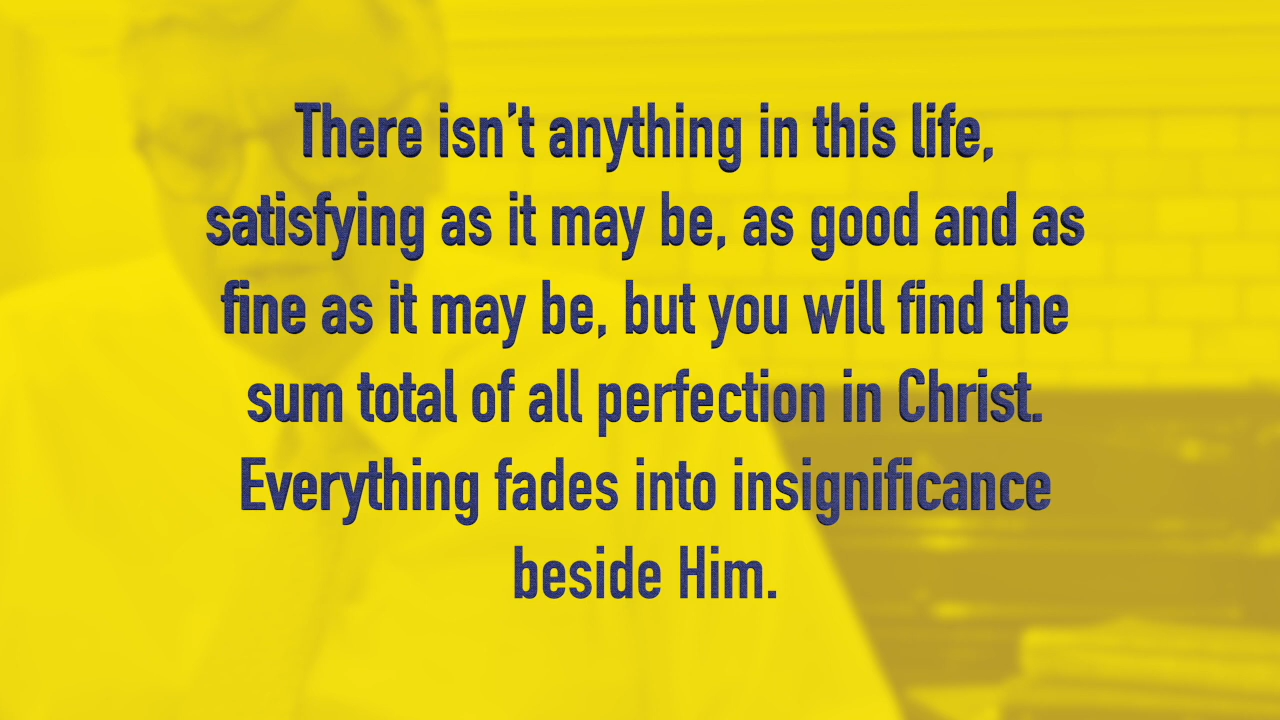 There isn’t anything in this life,
satisfying as it may be, as good and as
fine as it may be, but you will find the
sum total of all perfection in Christ.
Everything fades into insignificance
beside Him.